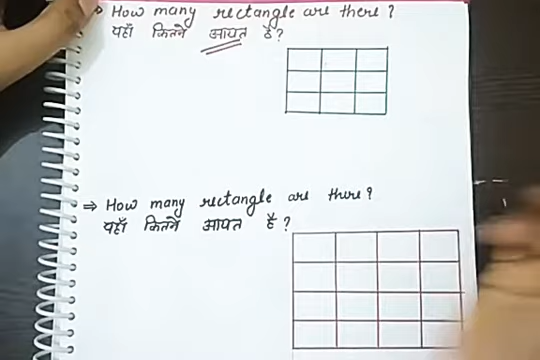 How many rectangle are there?
यहाँ कितने आयत है?
⇒ How many rectangle are there?
यहाँ कितने आयत है?